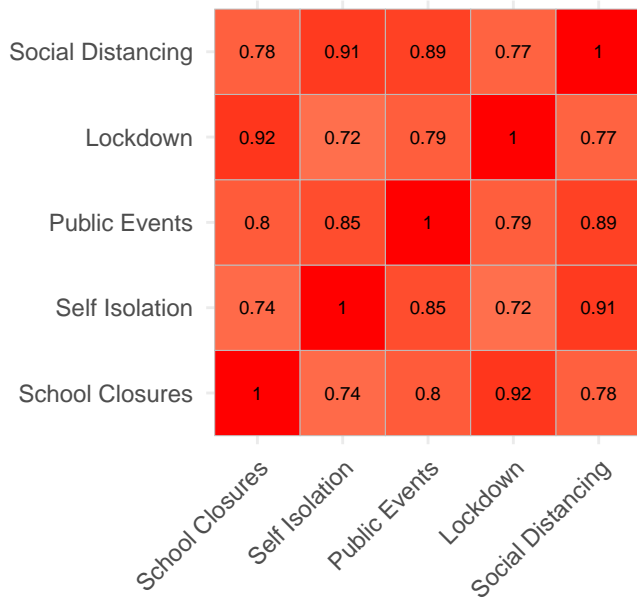 Social Distancing 0.78 0.91 0.89 0.77 1
Lockdown 0.92 0.72 0.79 1 0.77
Public Events 0.8 0.85 1 0.79 0.89
Self Isolation 0.74 1 0.85 0.72 0.91
School Closures 1 0.74 0.8 0.92 0.78
School Closures
Self Isolation
Public Events
Lockdown
Social Distancing